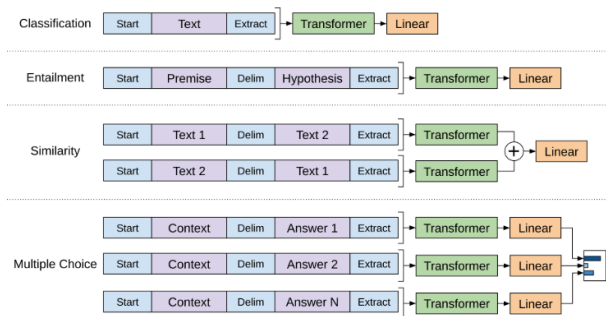 Classification Start Text Extract Transformer Linear
Entailment Start Premise Delim Hypothesis Extract Transformer Linear
Similarity
Start Text 1 Delim Text 2 Extract Transformer
+ Linear
Start Text 2 Delim Text 1 Extract Transformer
Multiple Choice
Start Context Delim Answer 1 Extract Transformer Linear
Start Context Delim Answer 2 Extract Transformer Linear
Start Context Delim Answer N Extract Transformer Linear